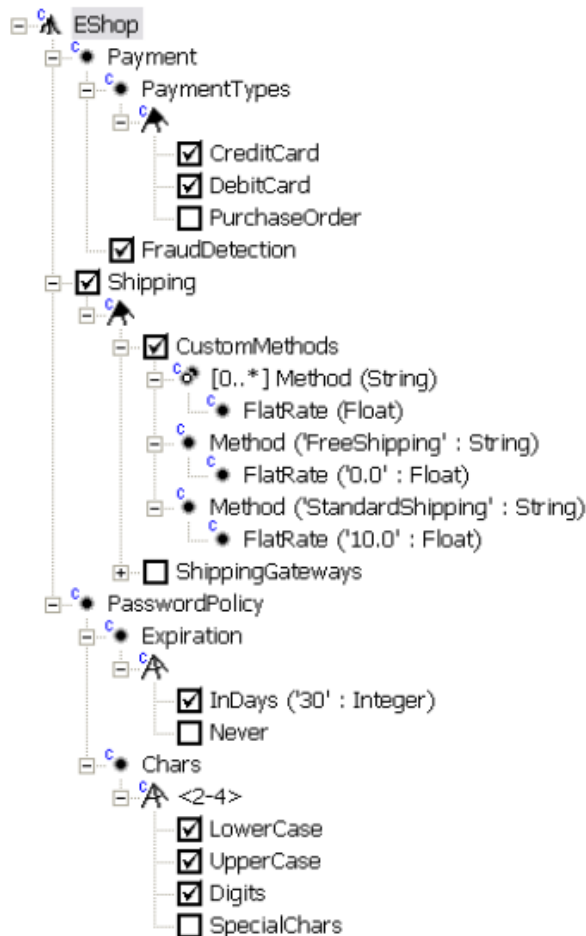 EShop
Payment
PaymentTypes
CreditCard
DebitCard
PurchaseOrder
FraudDetection
Shipping
CustomMethods
[0..*] Method (String)
FlatRate (Float)
Method ('FreeShipping' : String)
FlatRate ('0.0' : Float)
Method ('StandardShipping' : String)
FlatRate ('10.0' : Float)
ShippingGateways
PasswordPolicy
Expiration
InDays ('30' : Integer)
Never
Chars
<2-4>
LowerCase
UpperCase
Digits
SpecialChars